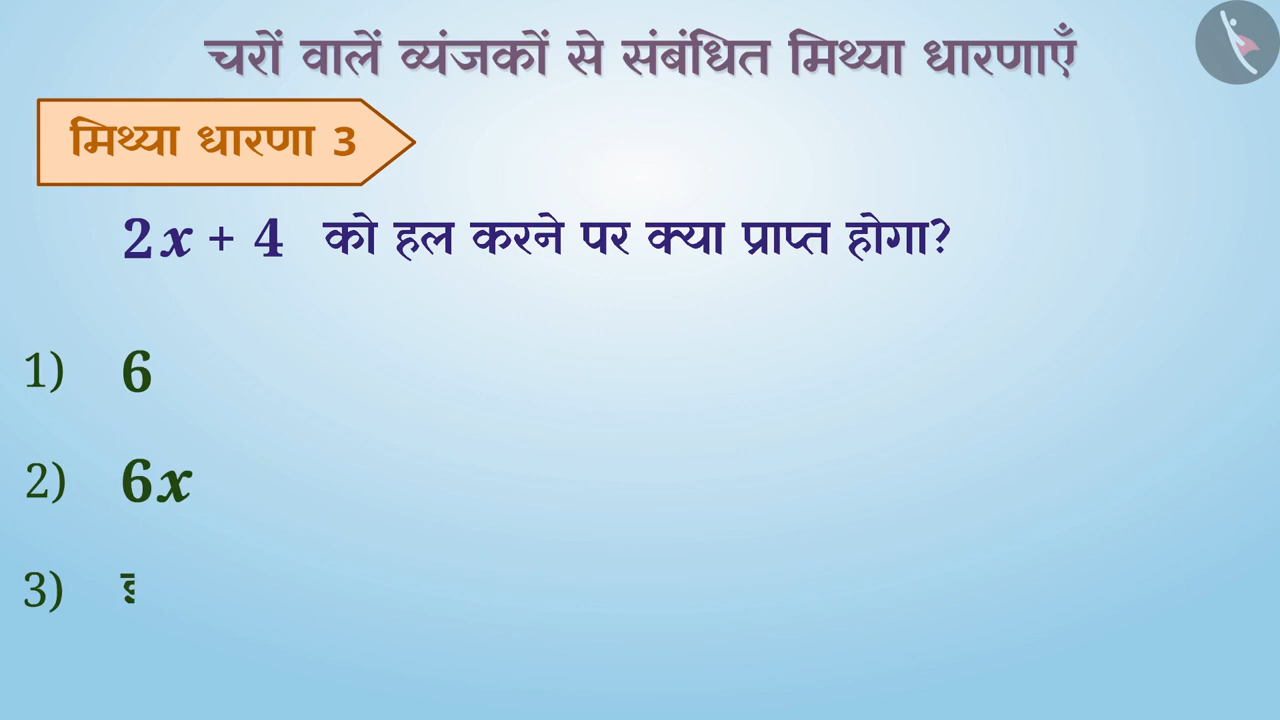 चरों वालें व्यंजकों से संबंधित मिथ्या धारणाएँ
मिथ्या धारणा 3
2x + 4 को हल करने पर क्या प्राप्त होगा?
1) 6
2) 6x
3)